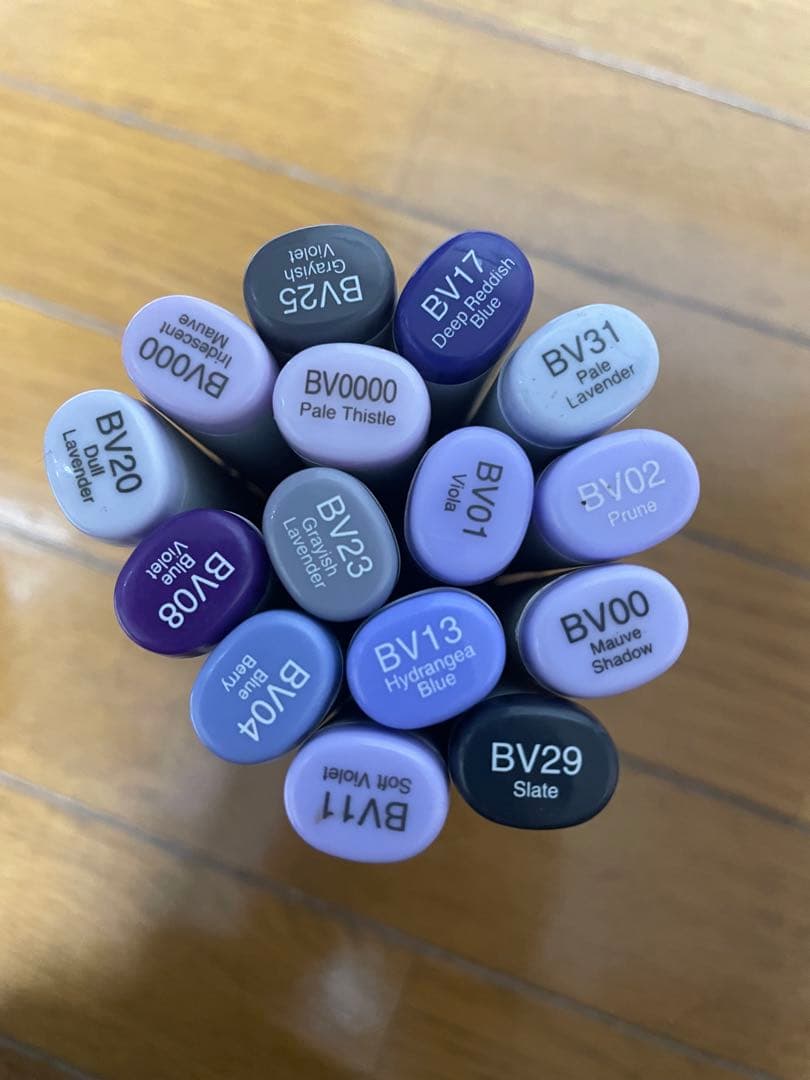 BV25
Grayish
Violet
BV17
Deep Reddish
Blue
BV000
Iridescent
Mauve
BV31
Pale
Lavender
BV0000
Pale Thistle
BV20
Dull
Lavender
BV01
Viola
BV02
Prune
BV23
Grayish
Lavender
BV08
Blue
Violet
BV00
Mauve
Shadow
BV13
Hydrangea
Blue
BV04
Blue
Berry
BV29
Slate
BV11
Soft Violet